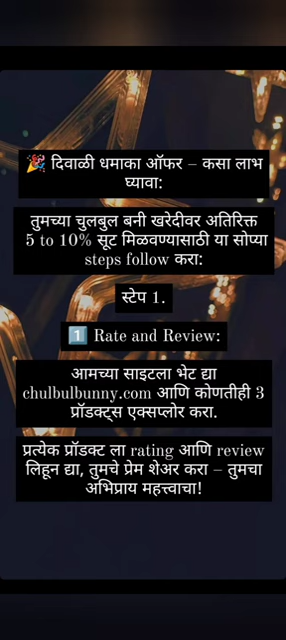 🎉 दिवाळी धमाका ऑफर – कसा लाभ
घ्यावा:
तुमच्या चुलबुल बनी खरेदीवर अतिरिक्त
5 to 10% सूट मिळवण्यासाठी या सोप्या
steps follow करा:
स्टेप 1.
1️⃣ Rate and Review:
आमच्या साइटला भेट द्या
chulbulbunny.com आणि कोणतीही 3
प्रॉडक्ट्स एक्सप्लोर करा.
प्रत्येक प्रॉडक्ट ला rating आणि review
लिहून द्या, तुमचे प्रेम शेअर करा – तुमचा
अभिप्राय महत्त्वाचा!